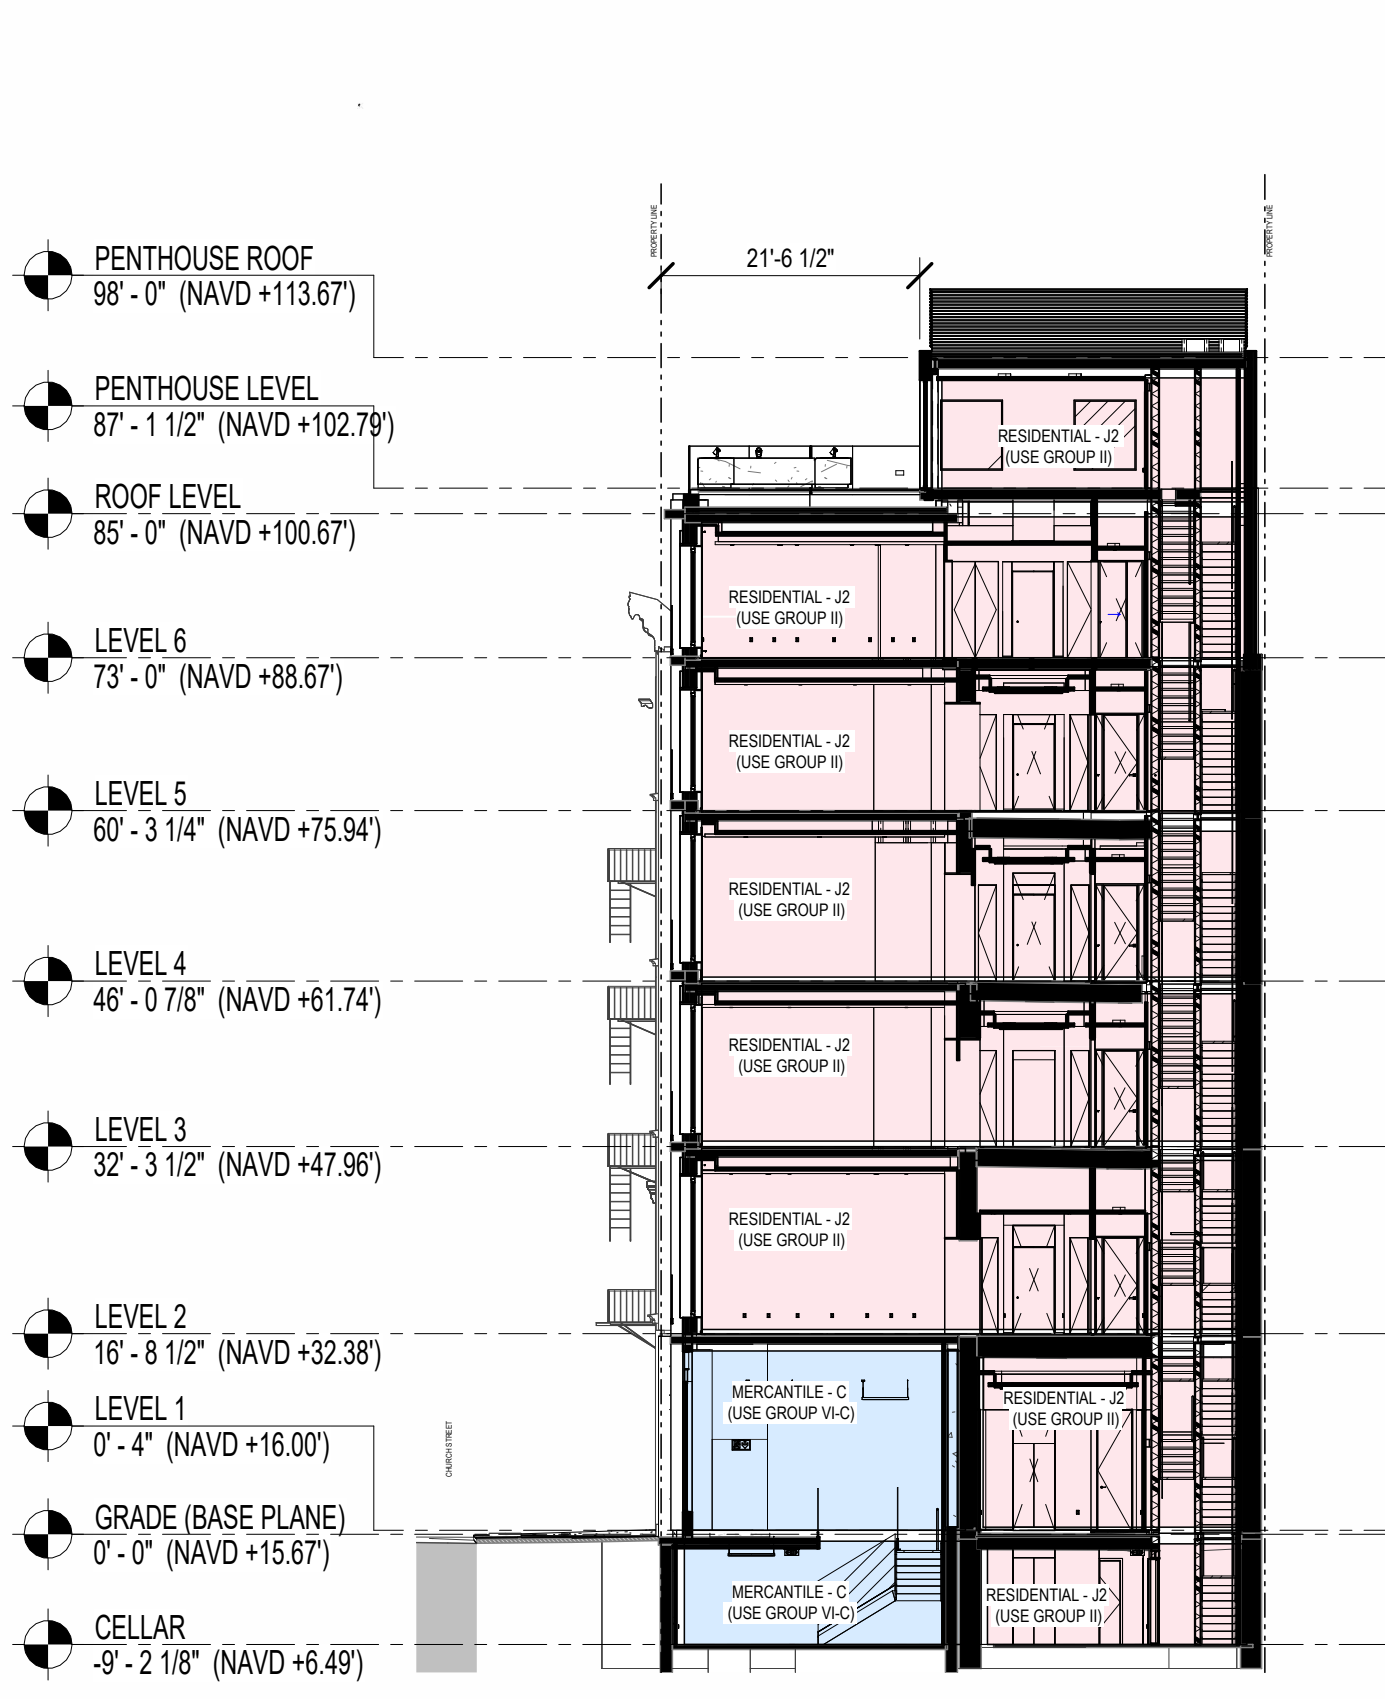 PROPERTY LINE
PROPERTY LINE
21'-6 1/2"
PENTHOUSE ROOF
98' - 0" (NAVD +113.67')
PENTHOUSE LEVEL
87' - 1 1/2" (NAVD +102.79')
RESIDENTIAL - J2
(USE GROUP II)
ROOF LEVEL
85' - 0" (NAVD +100.67')
RESIDENTIAL - J2
(USE GROUP II)
LEVEL 6
73' - 0" (NAVD +88.67')
RESIDENTIAL - J2
(USE GROUP II)
LEVEL 5
60' - 3 1/4" (NAVD +75.94')
RESIDENTIAL - J2
(USE GROUP II)
LEVEL 4
46' - 0 7/8" (NAVD +61.74')
RESIDENTIAL - J2
(USE GROUP II)
LEVEL 3
32' - 3 1/2" (NAVD +47.96')
RESIDENTIAL - J2
(USE GROUP II)
LEVEL 2
16' - 8 1/2" (NAVD +32.38')
MERCANTILE - C
(USE GROUP VI-C)
RESIDENTIAL - J2
(USE GROUP II)
LEVEL 1
0' - 4" (NAVD +16.00')
CHURCH STREET
GRADE (BASE PLANE)
0' - 0" (NAVD +15.67')
MERCANTILE - C
(USE GROUP VI-C)
RESIDENTIAL - J2
(USE GROUP II)
CELLAR
-9' - 2 1/8" (NAVD +6.49')